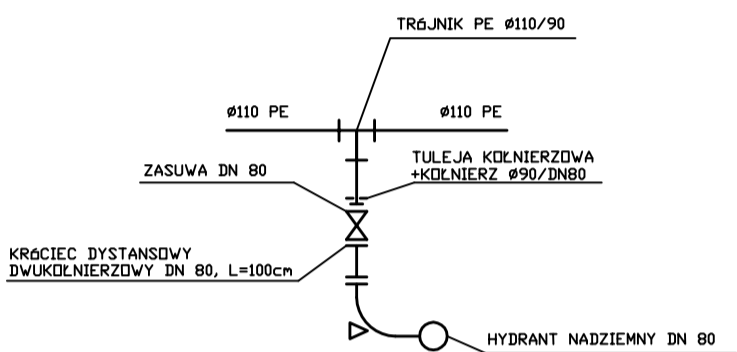 TRÓJNIK PE Ø110/90
Ø110 PE
Ø110 PE
ZASUWA DN 80
TULEJA KOŁNIERZOWA
+KOŁNIERZ Ø90/DN80
KRÓCIEC DYSTANSOWY
DWUKOŁNIERZOWY DN 80, L=100cm
HYDRANT NADZIEMNY DN 80